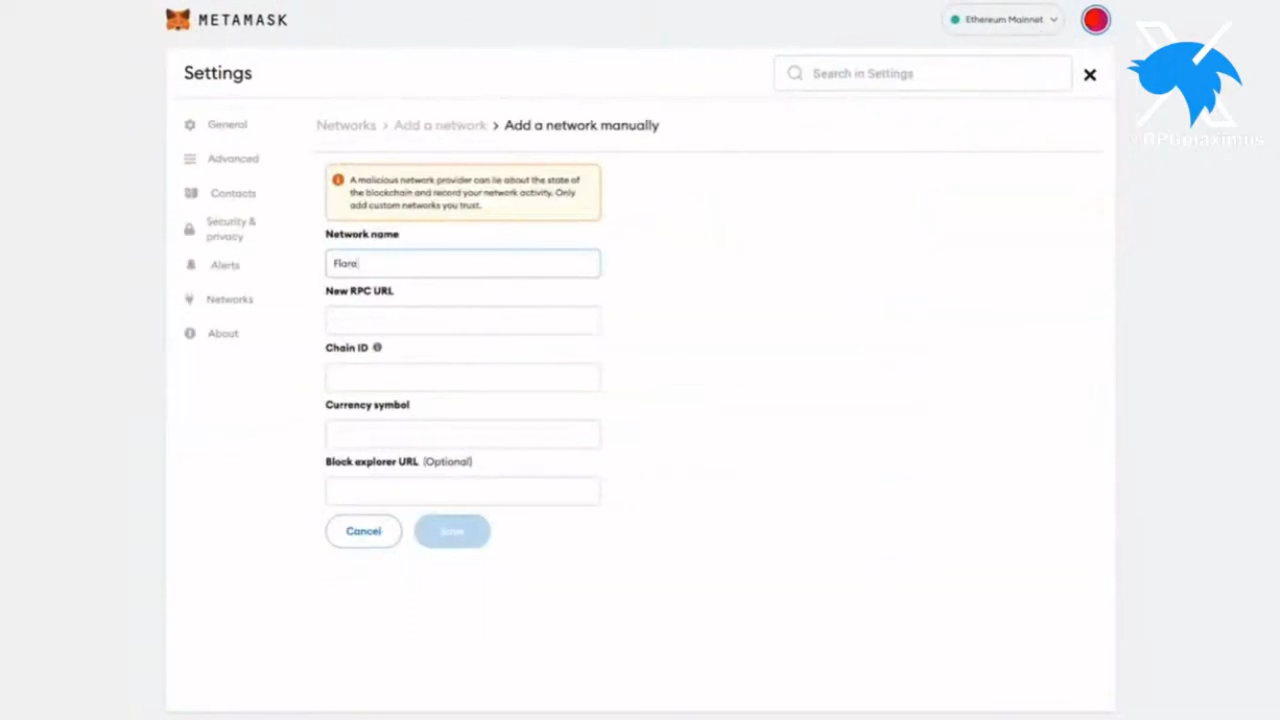 METAMASK
Ethereum Mainnet
Settings
Search in Settings
General
Advanced
Contacts
Security &
privacy
Alerts
Networks
About
Networks > Add a network > Add a network manually
A malicious network provider can lie about the state of
the blockchain and record your network activity. Only
add custom networks you trust.
Network name
Flare
New RPC URL
Chain ID
Currency symbol
Block explorer URL (Optional)
Cancel
Save